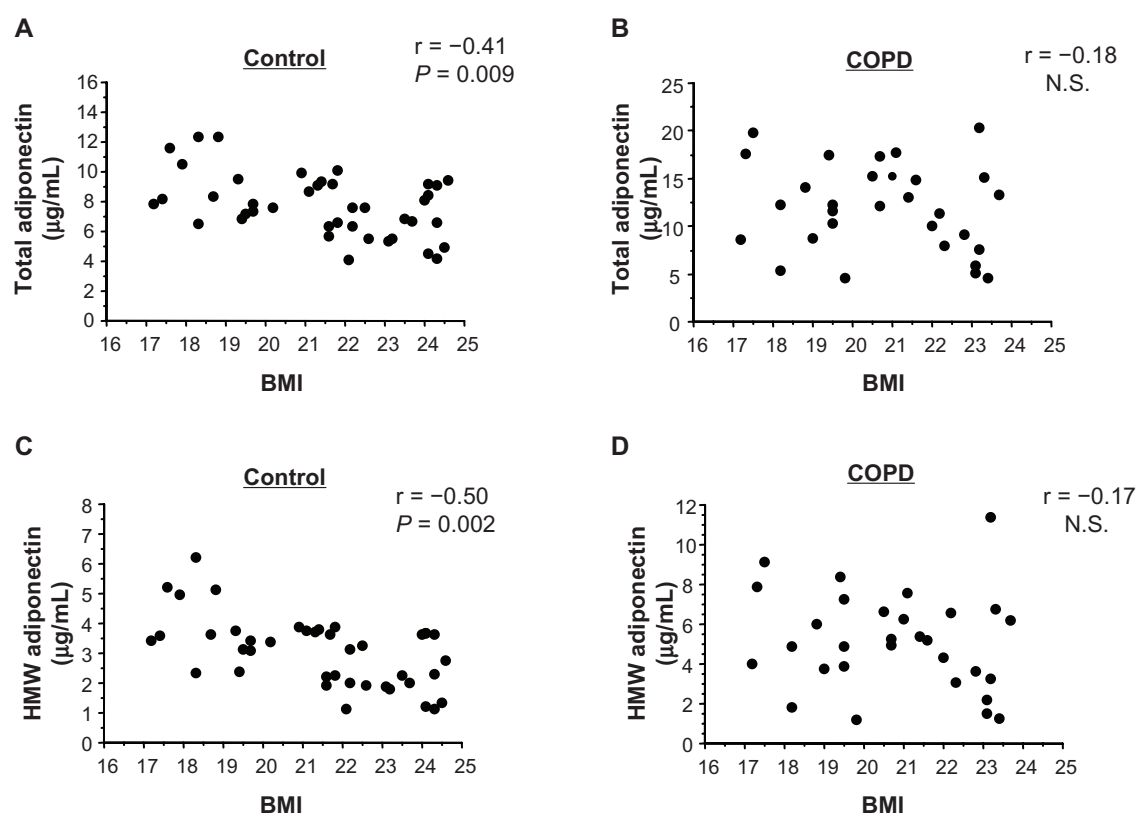 A
Control
r = −0.41
P = 0.009
16
14
12
10
8
6
4
2
0
Total adiponectin
(µg/mL)
16 17 18 19 20 21 22 23 24 25
BMI
B
COPD
r = −0.18
N.S.
25
20
15
10
5
0
Total adiponectin
(µg/mL)
16 17 18 19 20 21 22 23 24 25
BMI
C
Control
r = −0.50
P = 0.002
8
7
6
5
4
3
2
1
0
HMW adiponectin
(µg/mL)
16 17 18 19 20 21 22 23 24 25
BMI
D
COPD
r = −0.17
N.S.
12
10
8
6
4
2
0
HMW adiponectin
(µg/mL)
16 17 18 19 20 21 22 23 24 25
BMI